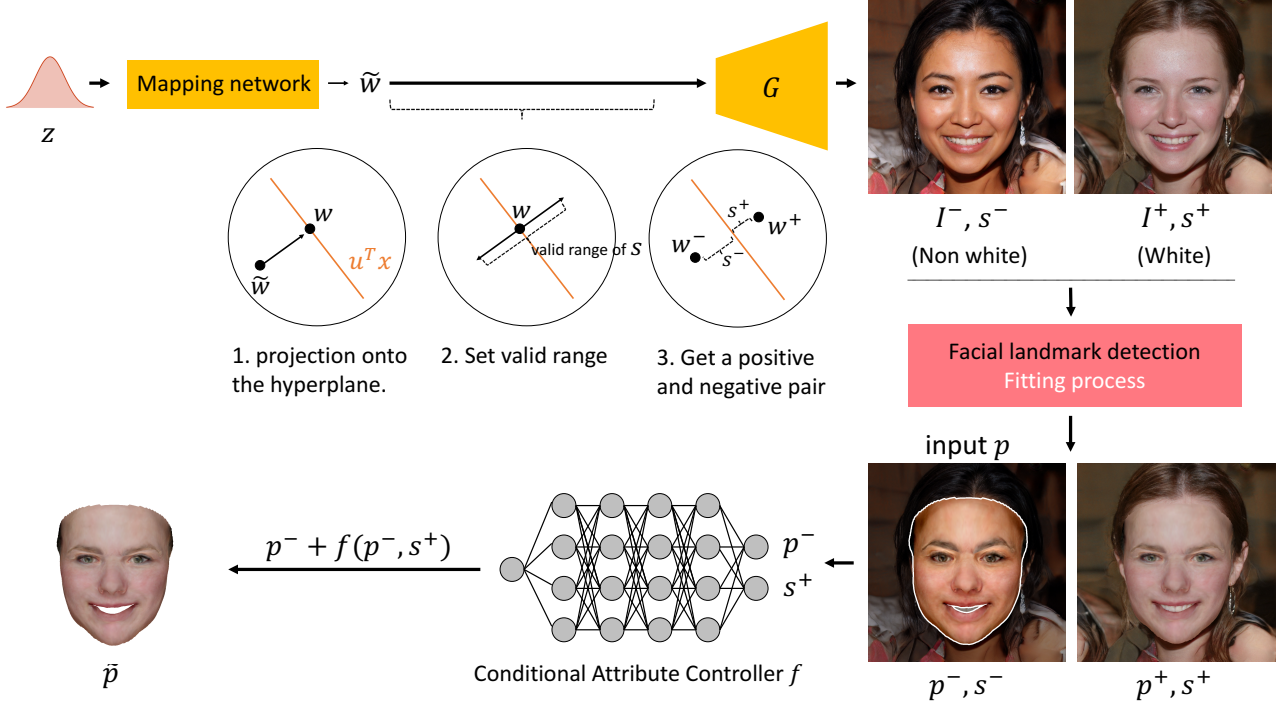 z
Mapping network
w̃
G
w
w̃
uᵀx
w
valid range of s
s⁺
w⁺
w⁻
s⁻
1. projection onto
the hyperplane.
2. Set valid range
3. Get a positive
and negative pair
I⁻, s⁻
(Non white)
I⁺, s⁺
(White)
Facial landmark detection
Fitting process
input p
p⁻ + f(p⁻, s⁺)
p⁻
s⁺
Conditional Attribute Controller f
p̃
p⁻, s⁻
p⁺, s⁺